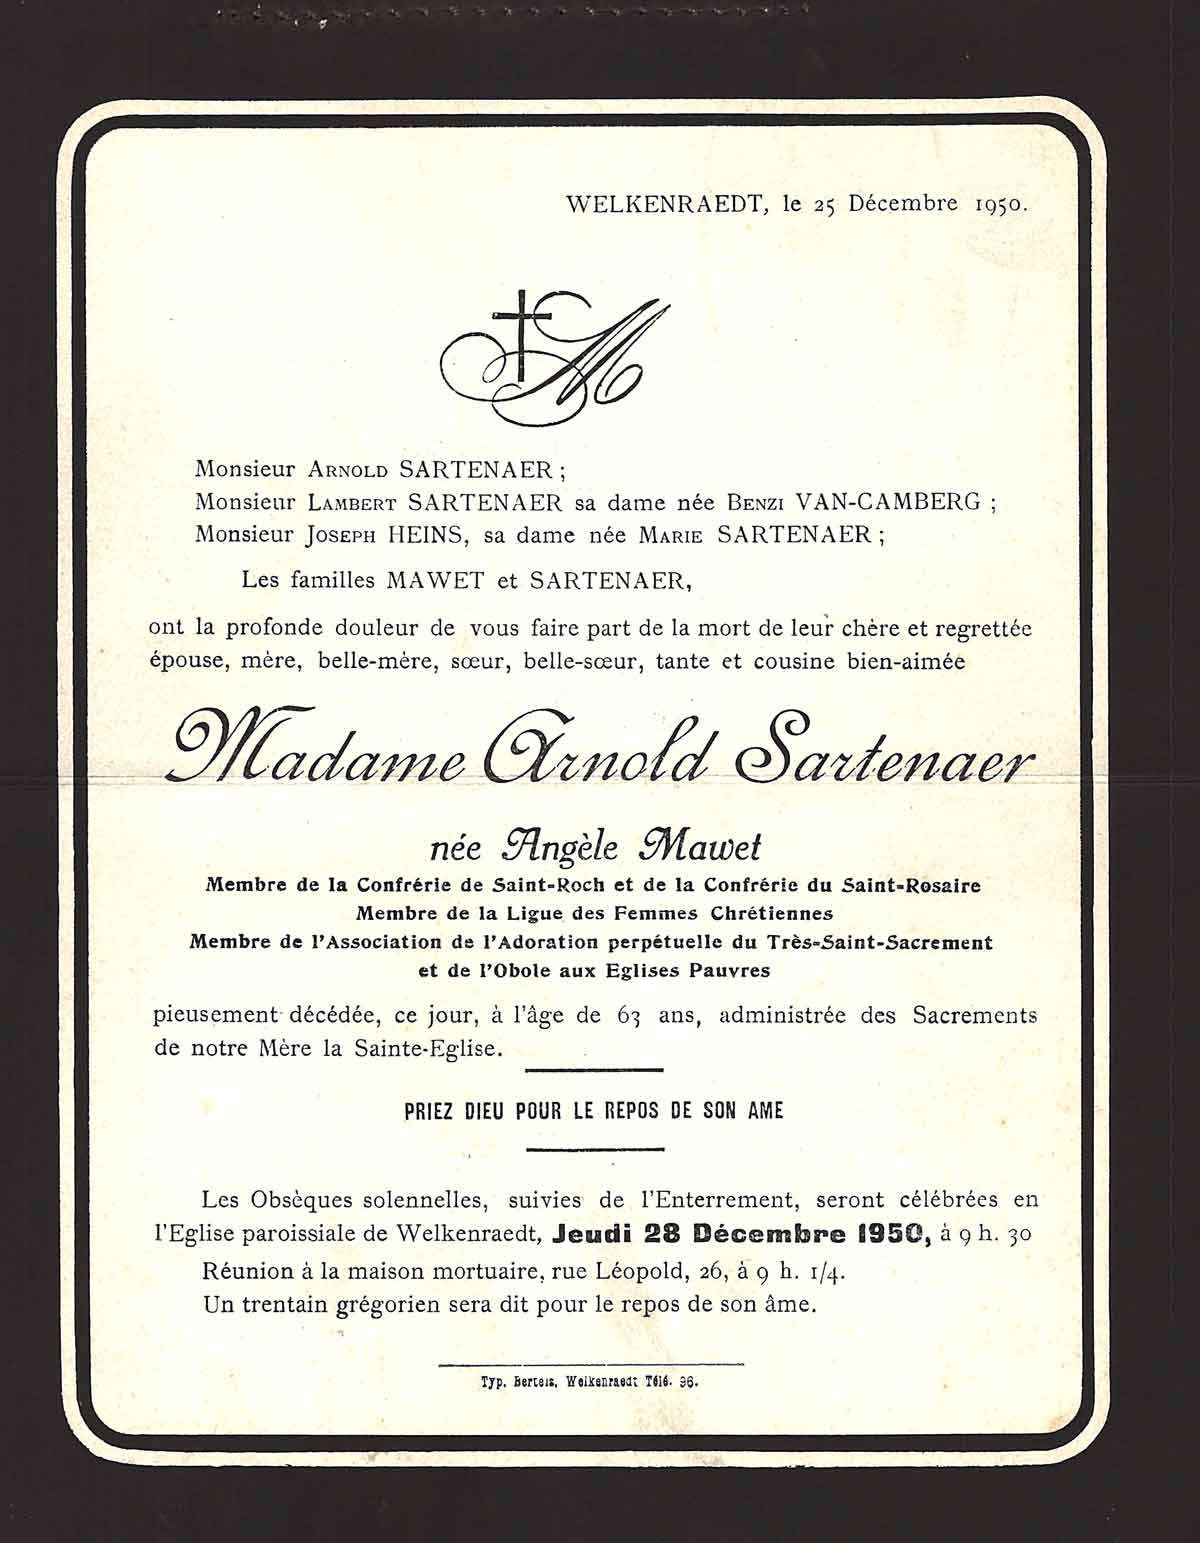 WELKENRAEDT, le 25 Décembre 1950.
M
Monsieur ARNOLD SARTENAER ;
Monsieur LAMBERT SARTENAER sa dame née BENZI VAN-CAMBERG ;
Monsieur JOSEPH HEINS, sa dame née MARIE SARTENAER ;
Les familles MAWET et SARTENAER,
ont la profonde douleur de vous faire part de la mort de leur chère et regrettée
épouse, mère, belle-mère, sœur, belle-sœur, tante et cousine bien-aimée
Madame Arnold Sartenaer
née Angèle Mawet
Membre de la Confrérie de Saint-Roch et de la Confrérie du Saint-Rosaire
Membre de la Ligue des Femmes Chrétiennes
Membre de l'Association de l'Adoration perpétuelle du Très-Saint-Sacrement
et de l'Obole aux Eglises Pauvres
pieusement décédée, ce jour, à l'âge de 63 ans, administrée des Sacrements
de notre Mère la Sainte-Eglise.
PRIEZ DIEU POUR LE REPOS DE SON AME
Les Obsèques solennelles, suivies de l'Enterrement, seront célébrées en
l'Eglise paroissiale de Welkenraedt, Jeudi 28 Décembre 1950, à 9 h. 30
Réunion à la maison mortuaire, rue Léopold, 26, à 9 h. 1/4.
Un trentain grégorien sera dit pour le repos de son âme.
Typ. Bertels, Welkenraedt Télé. 36.